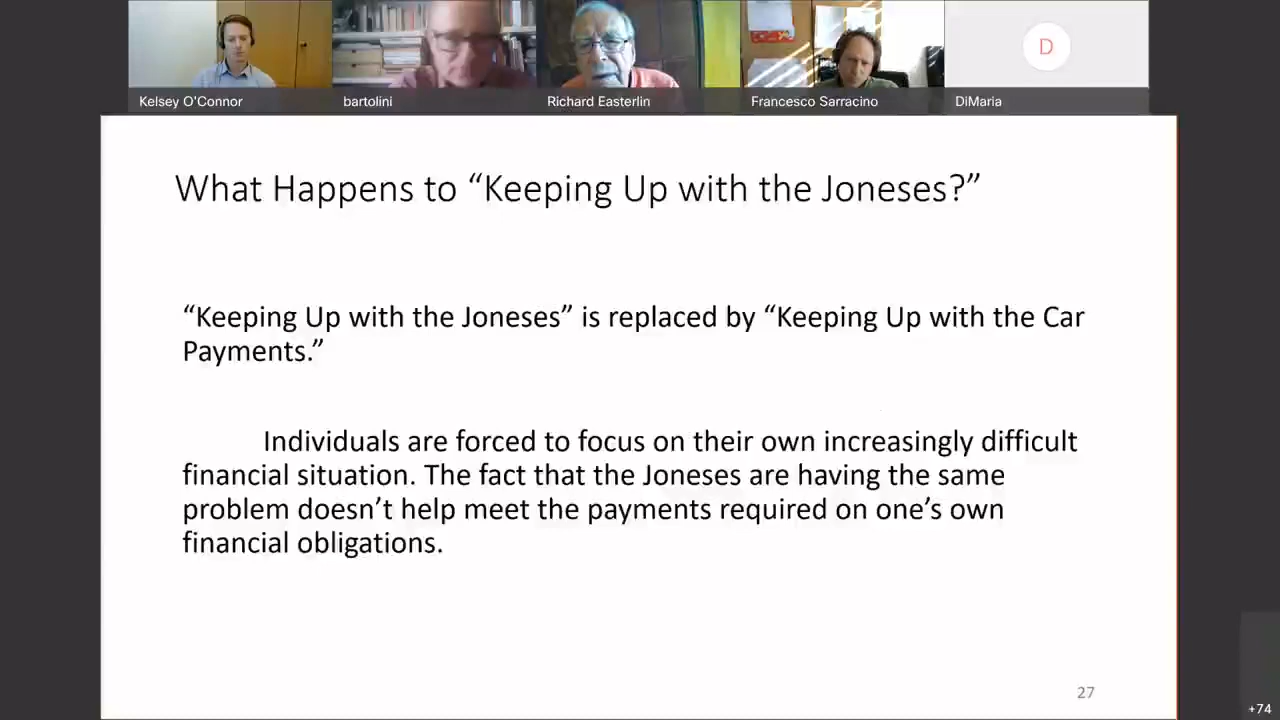 Kelsey O'Connor
bartolini
Richard Easterlin
Francesco Sarracino
D
DiMaria
What Happens to “Keeping Up with the Joneses?”
“Keeping Up with the Joneses” is replaced by “Keeping Up with the Car
Payments.”
Individuals are forced to focus on their own increasingly difficult
financial situation. The fact that the Joneses are having the same
problem doesn’t help meet the payments required on one’s own
financial obligations.
27
+74